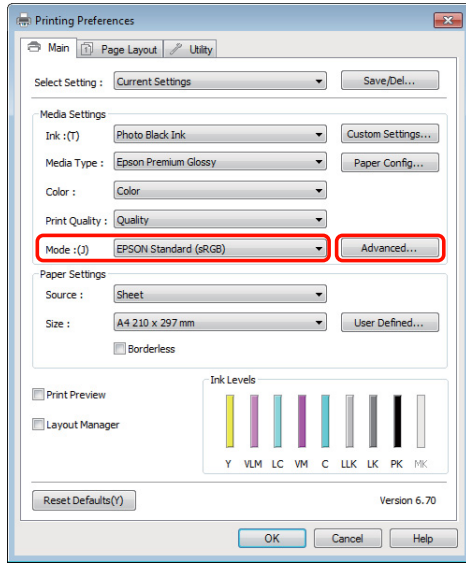 Printing Preferences
Main Page Layout Utility
Select Setting : Current Settings Save/Del...
Media Settings
Ink :(T) Photo Black Ink Custom Settings...
Media Type : Epson Premium Glossy Paper Config...
Color : Color
Print Quality : Quality
Mode :(J) EPSON Standard (sRGB) Advanced...
Paper Settings
Source : Sheet
Size : A4 210 x 297 mm User Defined...
Borderless
Ink Levels
Print Preview
Layout Manager
Y VLM LC VM C LLK LK PK MK
Reset Defaults(Y) Version 6.70
OK Cancel Help